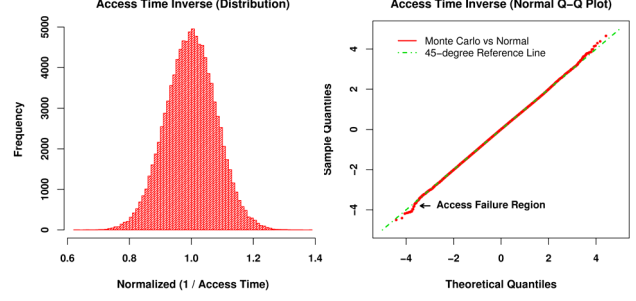 Access Time Inverse (Distribution)
Frequency
5000
4000
3000
2000
1000
0
0.6 0.8 1.0 1.2 1.4
Normalized (1 / Access Time)
Access Time Inverse (Normal Q−Q Plot)
Sample Quantiles
4
2
0
−2
−4
Monte Carlo vs Normal
45−degree Reference Line
Access Failure Region
−4 −2 0 2 4
Theoretical Quantiles